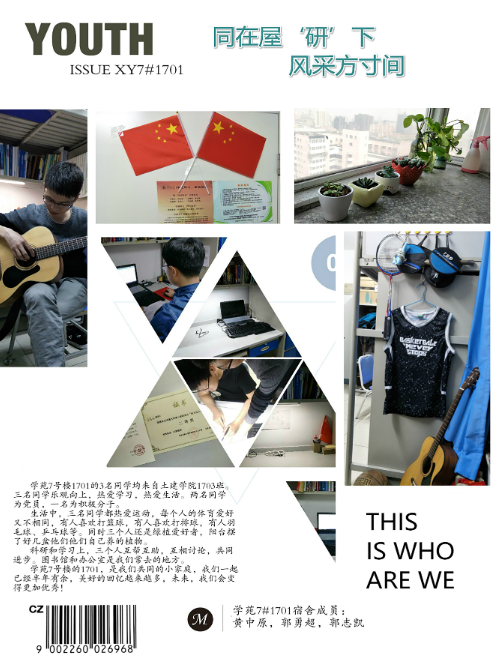 YOUTH
ISSUE XY7#1701
同在屋‘研’下
风采方寸间
BASKETBALL
NEVER
STOPS
学苑7号楼1701的3名同学均来自土建学院1703班。
三名同学乐观向上，热爱学习，热爱生活。两名同学
为党员，一名为积极分子。
生活中，三名同学都热爱运动，每个人的体育爱好
又不相同，有人喜欢打篮球，有人喜欢打排球，有人羽
毛球，乒乓球等。同时三个人还是绿植爱好者，阳台摆
了好几盆他们他们自己养的植物。
科研和学习上，三个人互帮互助，互相讨论，共同
进步。图书馆和办公室是我们常去的地方。
学苑7号楼的1701，是我们共同的小家庭，我们一起
已经半年有余，美好的回忆越来越多，未来，我们会变
得更加优秀！
THIS
IS WHO
ARE WE
CZ
9 002260 026968
M
学苑7#1701宿舍成员：
黄中原，郭勇超，郭志凯